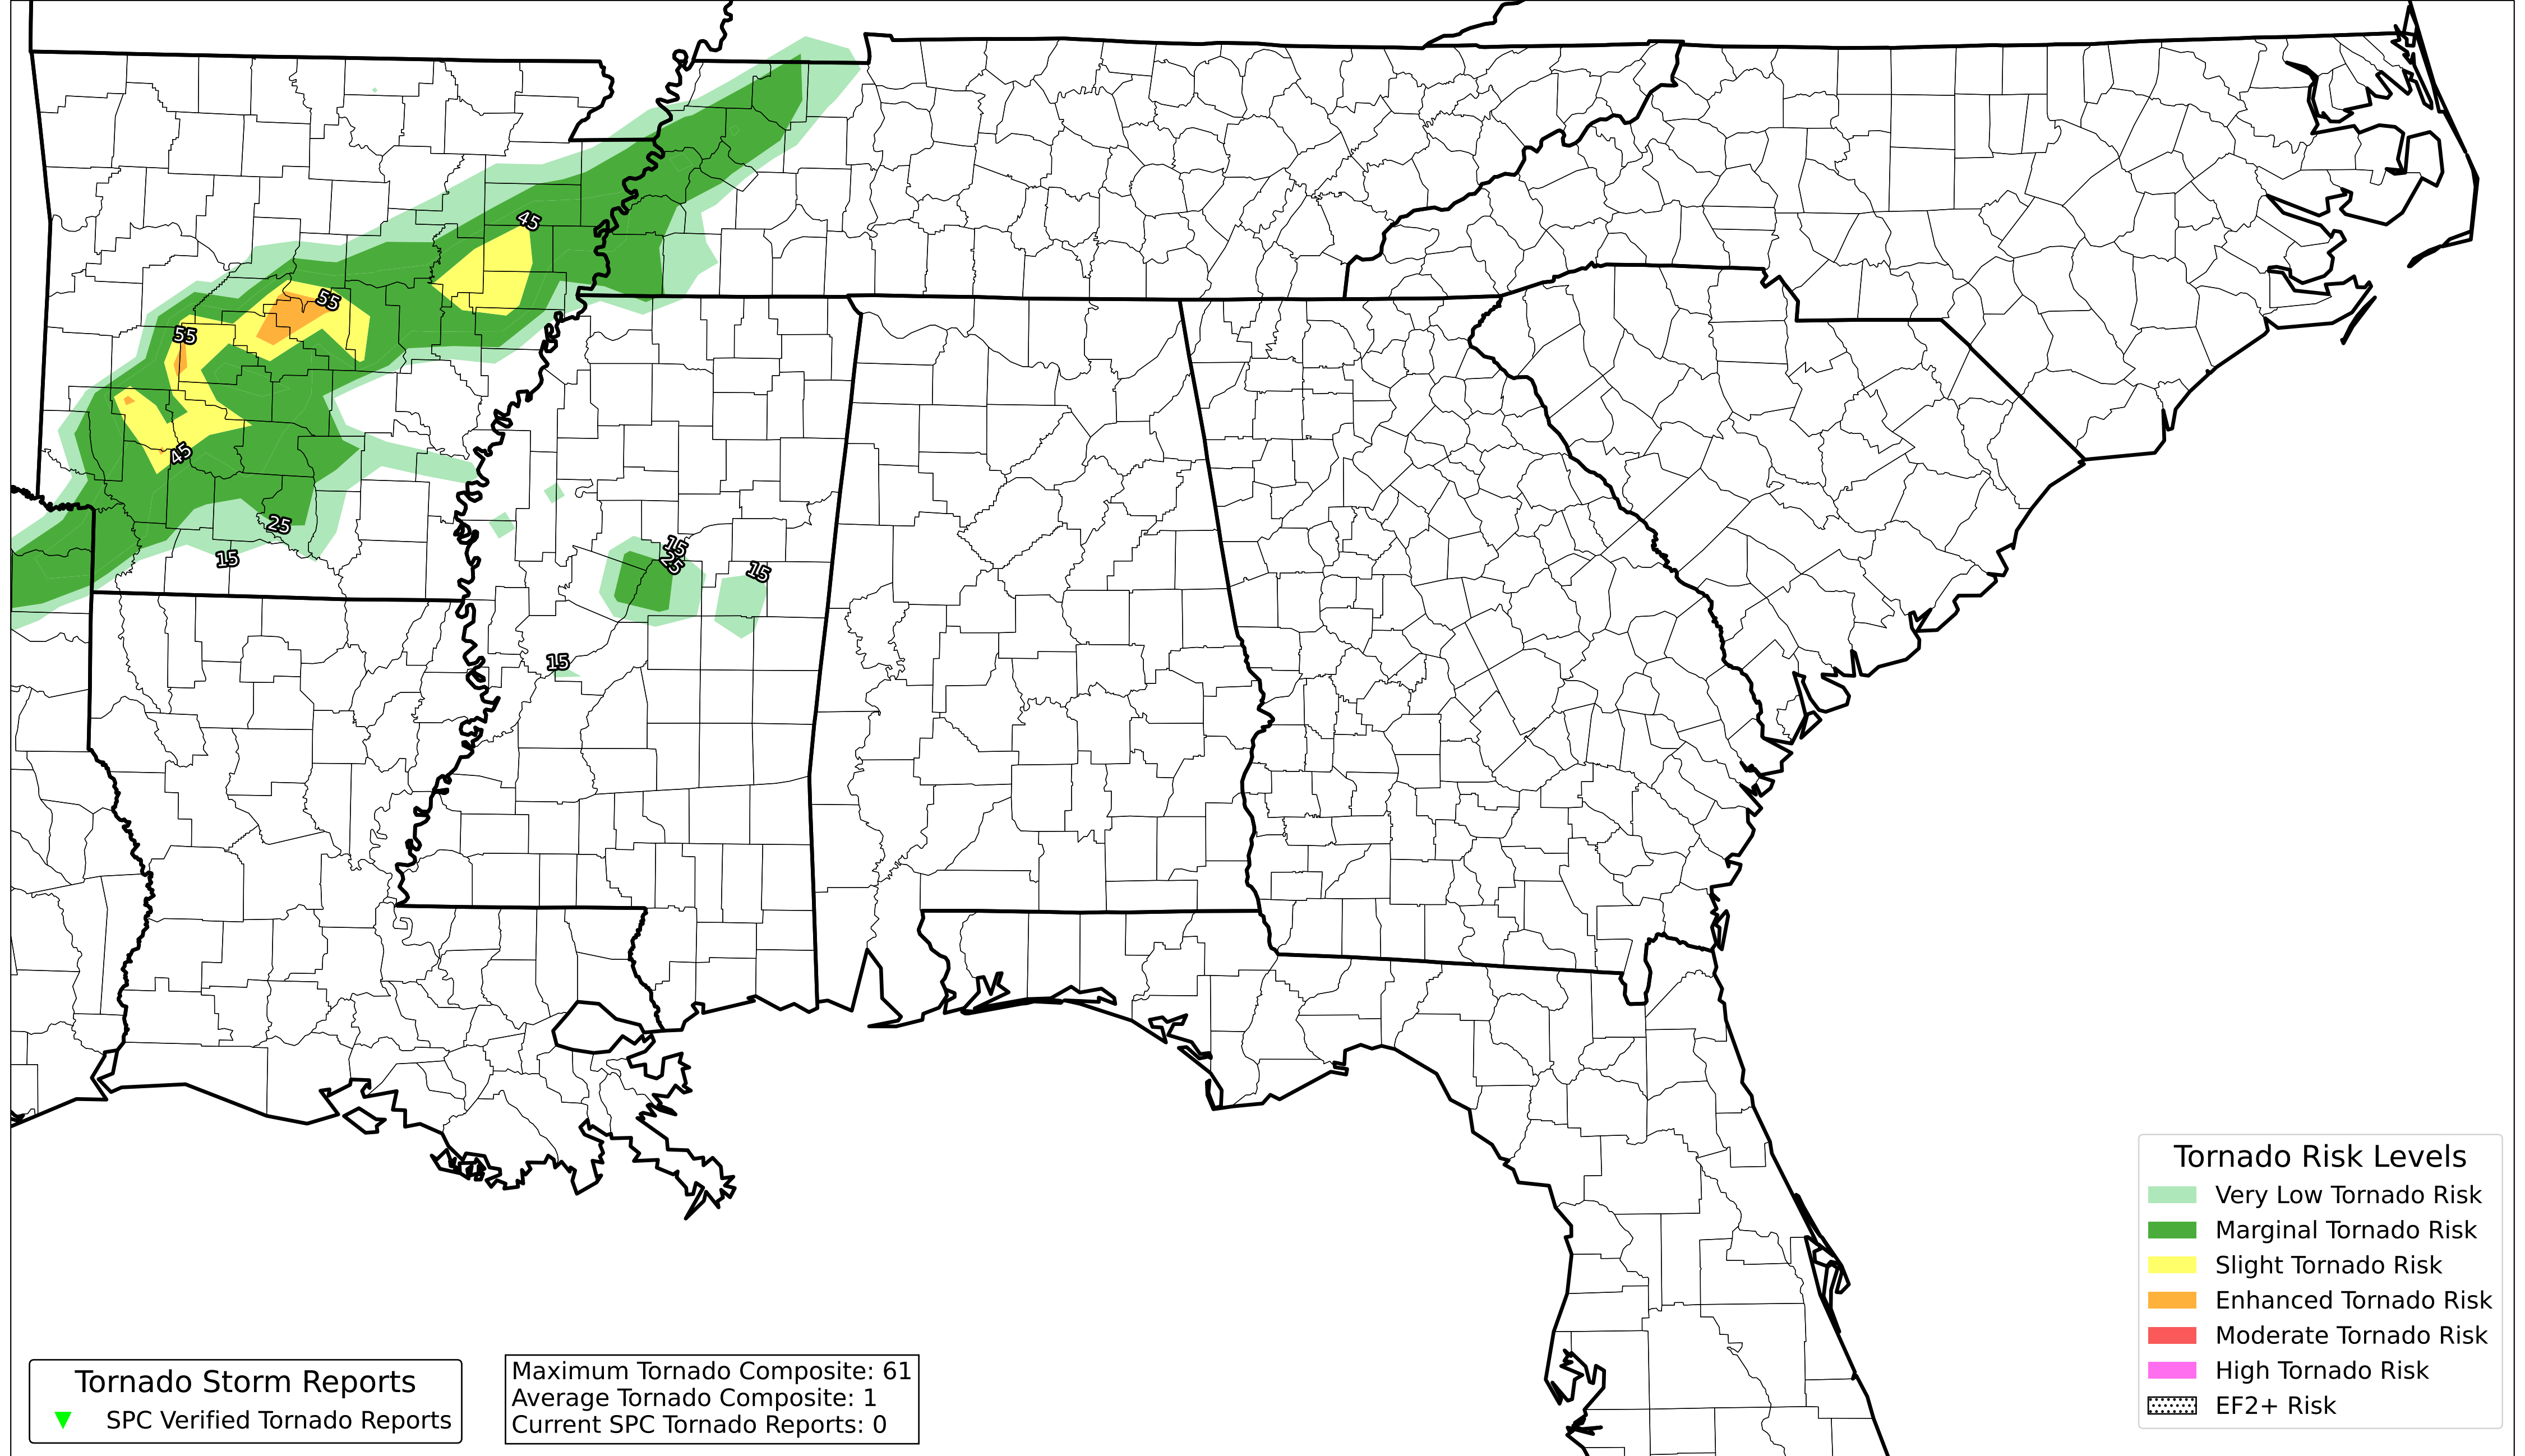 45
55
55
45
25
15
15
25
15
15
Tornado Risk Levels
Very Low Tornado Risk
Marginal Tornado Risk
Slight Tornado Risk
Enhanced Tornado Risk
Moderate Tornado Risk
High Tornado Risk
EF2+ Risk
Tornado Storm Reports
SPC Verified Tornado Reports
Maximum Tornado Composite: 61
Average Tornado Composite: 1
Current SPC Tornado Reports: 0